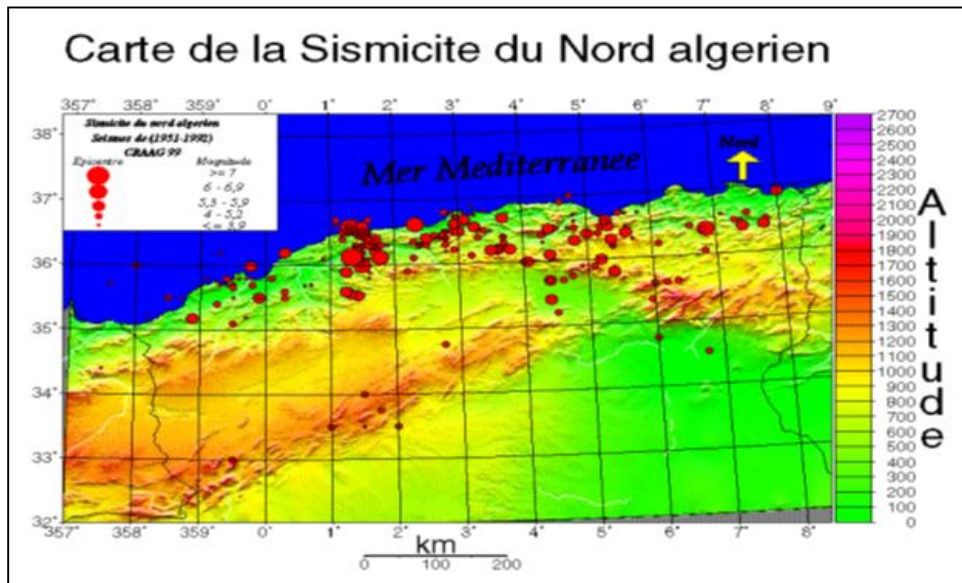 Carte de la Sismicite du Nord algerien
357° 358° 359° 0° 1° 2° 3° 4° 5° 6° 7° 8° 9°
Sismicite du nord algerien
Seismes de (1951-1992)
CRAAG 99
Epicentre Magnitude
>= 7
6 - 6,9
5,3 - 5,9
4 - 5,2
<= 3,9
Mer Mediterranee
Nord
38°
37°
36°
35°
34°
33°
32°
357° 358° 359° 0° 1° 2° 3° 4° 5° 6° 7° 8°
km
0 100 200
2700
2600
2500
2400
2300
2200
2100
2000
1900
1800
1700
1600
1500
1400
1300
1200
1100
1000
900
800
700
600
500
400
300
200
100
0
Altitude